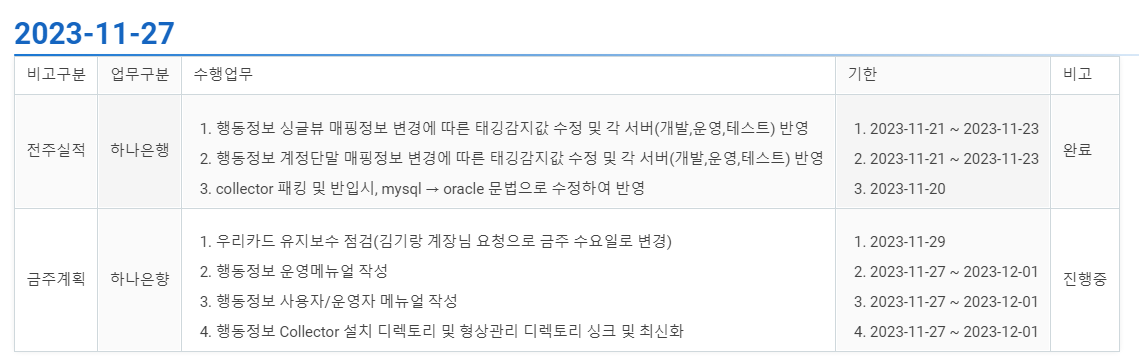 2023-11-27
비고구분 업무구분 수행업무 기한 비고
전주실적 하나은행
1. 행동정보 싱글뷰 매핑정보 변경에 따른 태깅감지값 수정 및 각 서버(개발,운영,테스트) 반영
2. 행동정보 계정단말 매핑정보 변경에 따른 태깅감지값 수정 및 각 서버(개발,운영,테스트) 반영
3. collector 패킹 및 반입시, mysql → oracle 문법으로 수정하여 반영
1. 2023-11-21 ~ 2023-11-23
2. 2023-11-21 ~ 2023-11-23
3. 2023-11-20
완료
금주계획 하나은향
1. 우리카드 유지보수 점검(김기랑 계장님 요청으로 금주 수요일로 변경)
2. 행동정보 운영메뉴얼 작성
3. 행동정보 사용자/운영자 메뉴얼 작성
4. 행동정보 Collector 설치 디렉토리 및 형상관리 디렉토리 싱크 및 최신화
1. 2023-11-29
2. 2023-11-27 ~ 2023-12-01
3. 2023-11-27 ~ 2023-12-01
4. 2023-11-27 ~ 2023-12-01
진행중